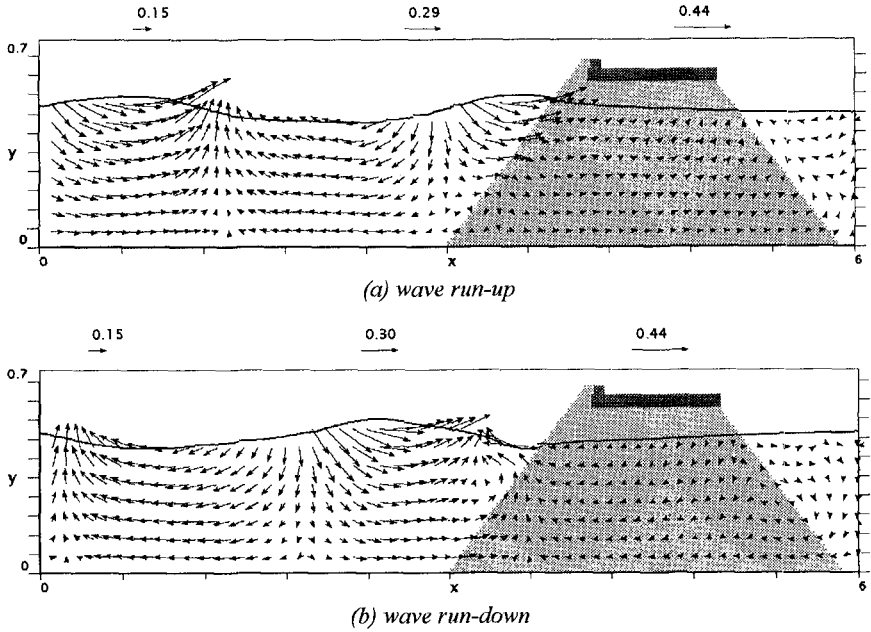 0.15 0.29 0.44
0.7
y
0
0 x 6
(a) wave run-up
0.15 0.30 0.44
0.7
y
0
0 x 6
(b) wave run-down